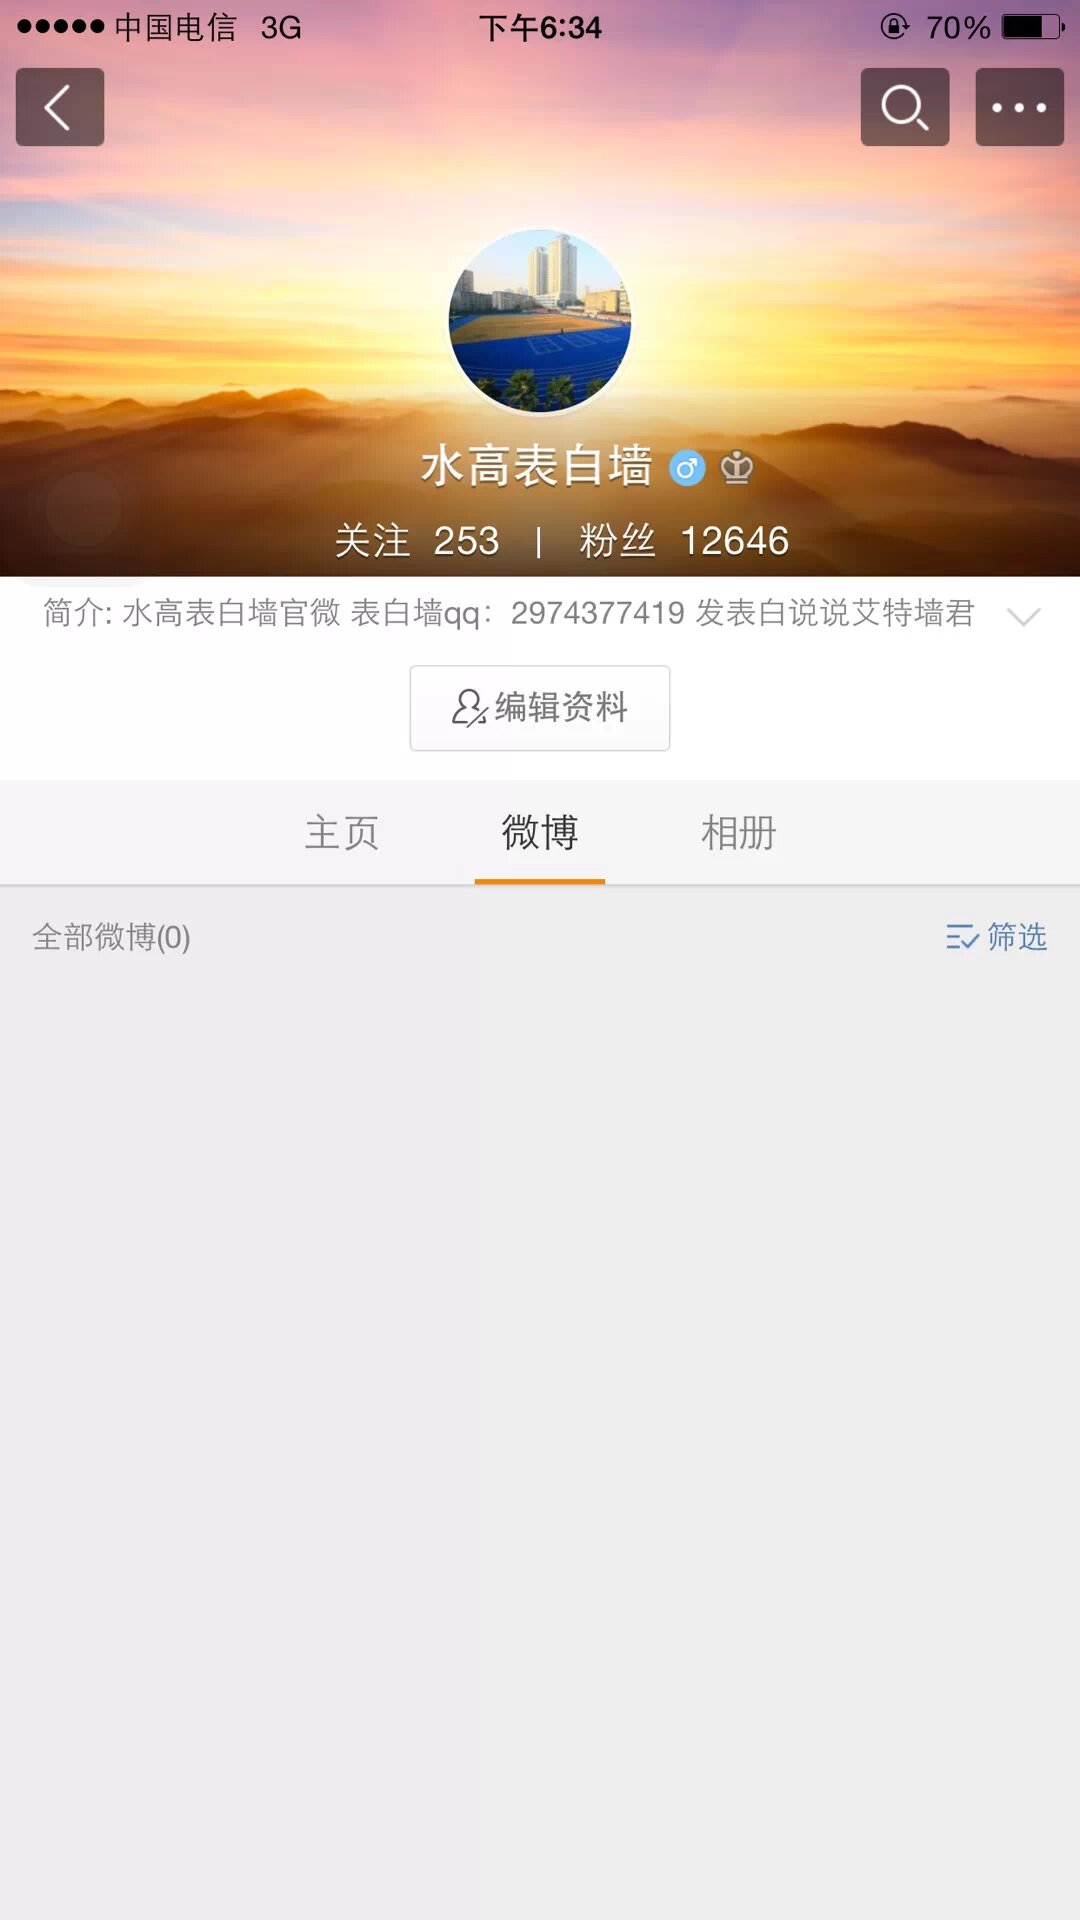 中国电信 3G 下午6:34 70%
水高表白墙
关注 253 | 粉丝 12646
简介: 水高表白墙官微 表白墙qq：2974377419 发表白说说艾特墙君
编辑资料
主页 微博 相册
全部微博(0) 筛选